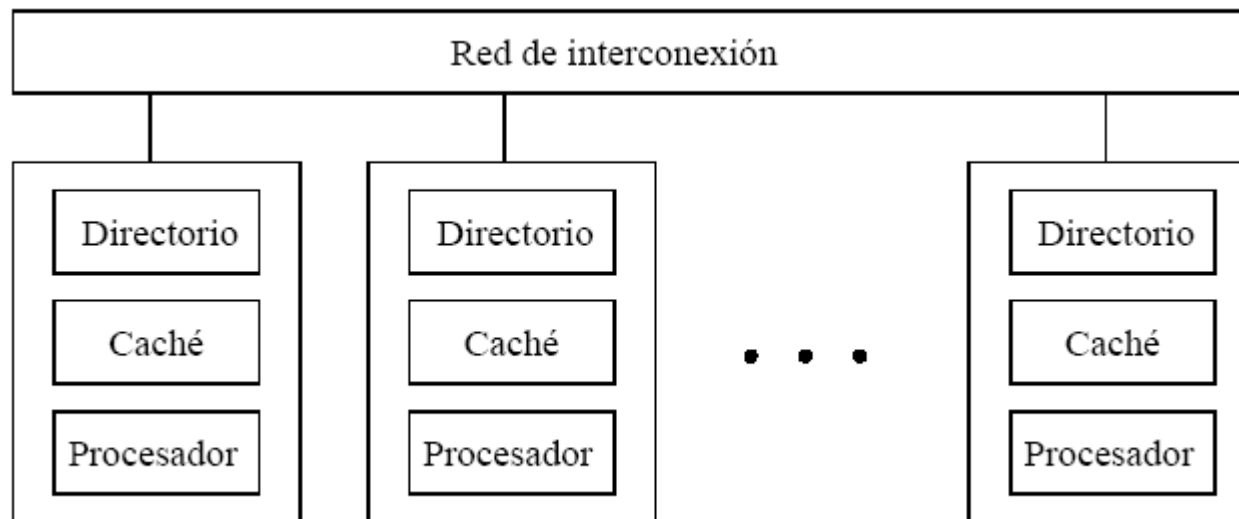 Red de interconexión
Directorio
Caché
Procesador
Directorio
Caché
Procesador
Directorio
Caché
Procesador